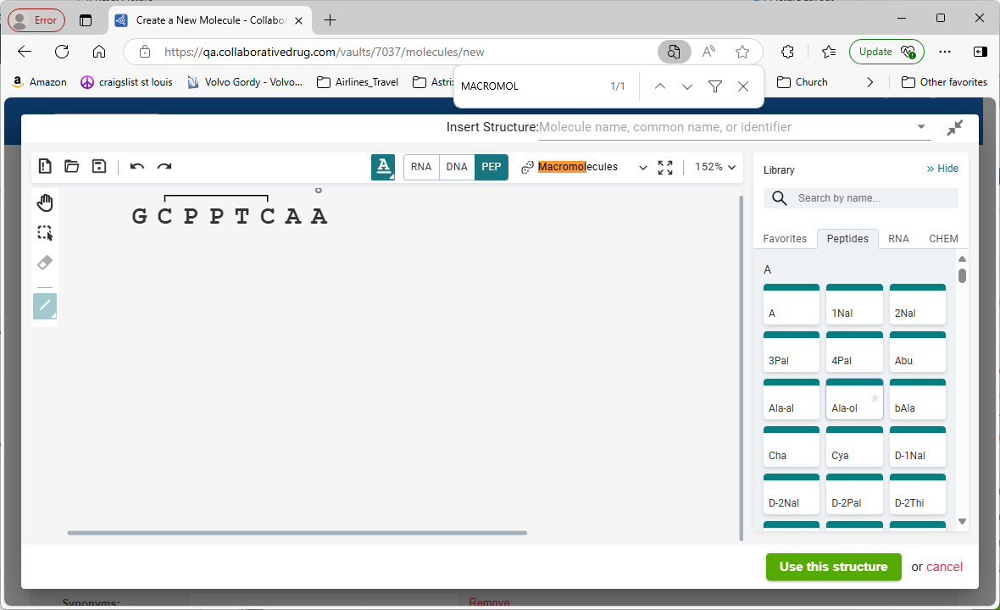 Error
Create a New Molecule - Collabor
https://qa.collaborativedrug.com/vaults/7037/molecules/new
Update
Amazon
craigslist st louis
Volvo Gordy - Volvo...
Airlines_Travel
Astri
Church
Other favorites
MACROMOL
1/1
Insert Structure:
Molecule name, common name, or identifier
A
RNA
DNA
PEP
Macromolecules
152%
Library
» Hide
Search by name...
Favorites
Peptides
RNA
CHEM
8
G C P P T C A A
A
A
1Nal
2Nal
3Pal
4Pal
Abu
Ala-al
Ala-ol
bAla
Cha
Cya
D-1Nal
D-2Nal
D-2Pal
D-2Thi
Use this structure
or cancel
Synonyms:
Remove